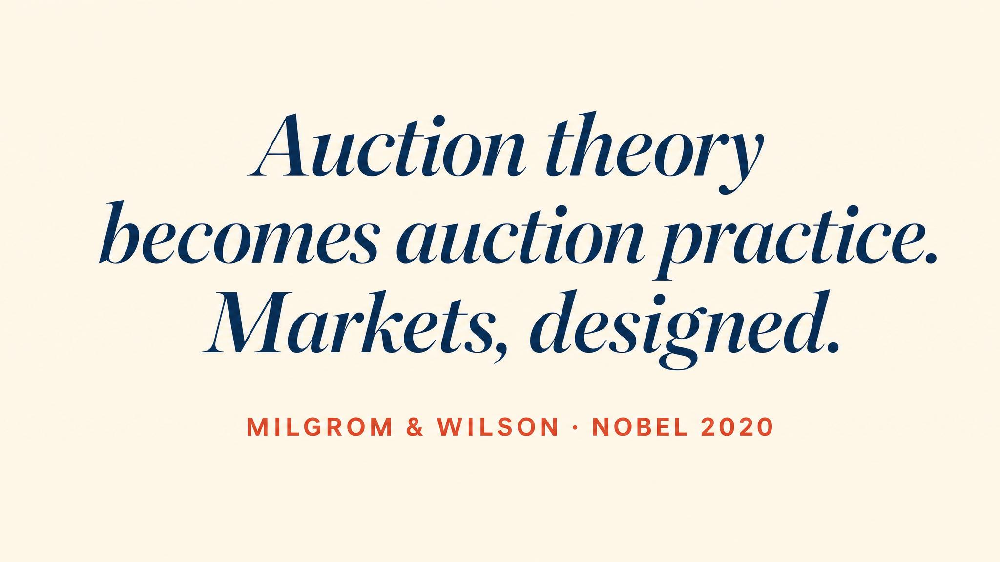 Auction theory
becomes auction practice.
Markets, designed.
MILGROM & WILSON · NOBEL 2020